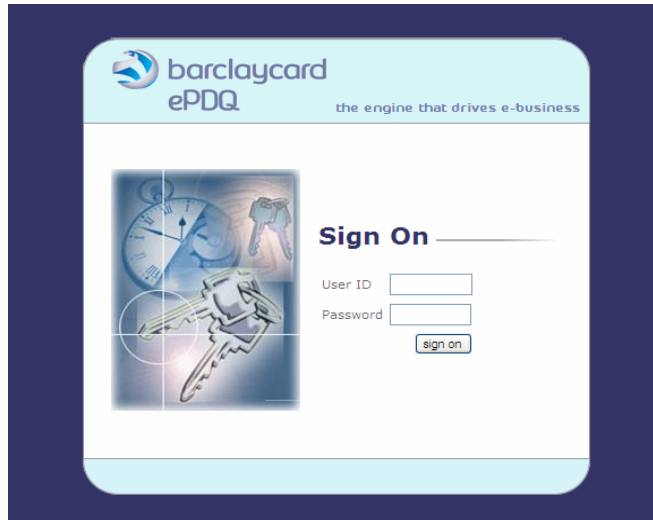 barclaycard
ePDQ
the engine that drives e-business
Sign On
User ID
Password
sign on